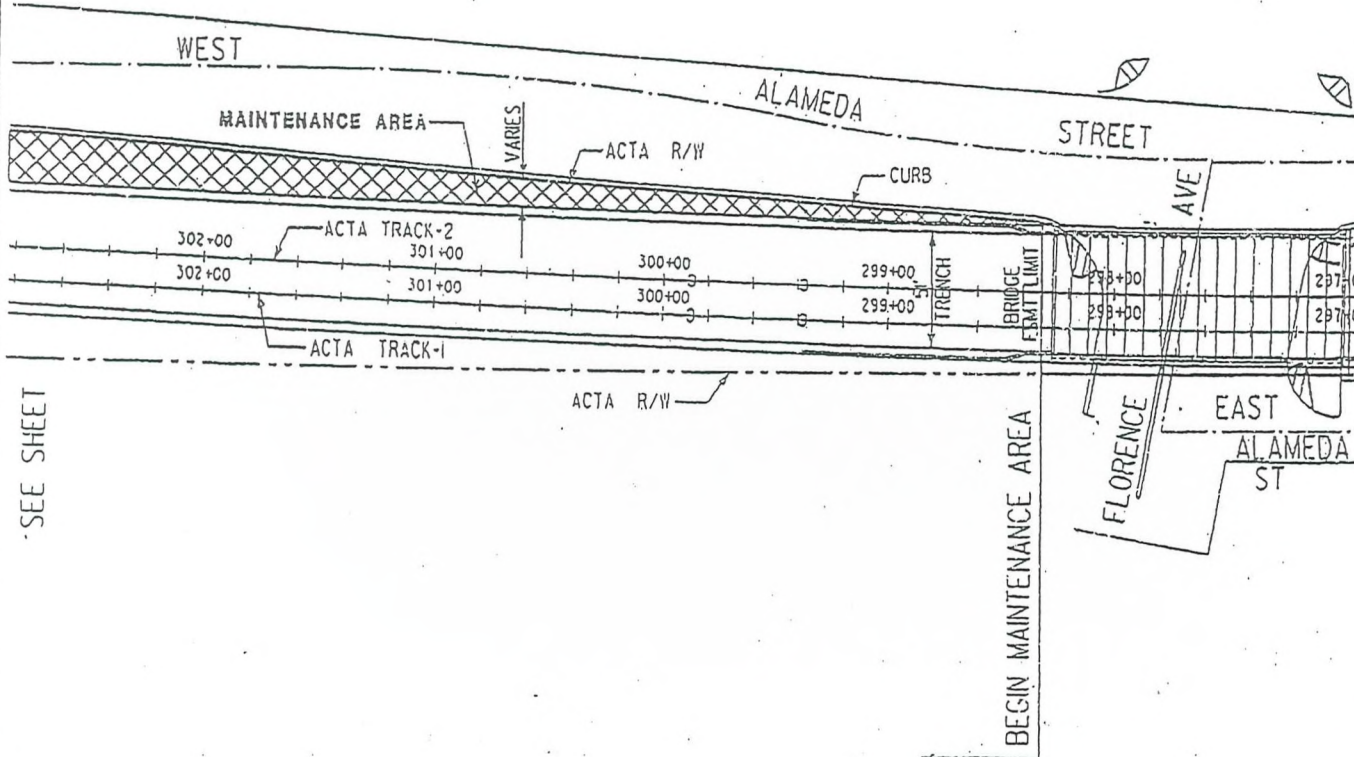 WEST
ALAMEDA
STREET
MAINTENANCE AREA
VARIES
ACTA R/W
CURB
AVE
302+00
ACTA TRACK-2
301+00
300+00
299+00
302+00
301+00
300+00
299+00
51'
TRENCH
BRIDGE
ESMT LIMIT
298+00
298+00
ACTA TRACK-1
ACTA R/W
SEE SHEET
BEGIN MAINTENANCE AREA
FLORENCE
EAST
ALAMEDA
ST